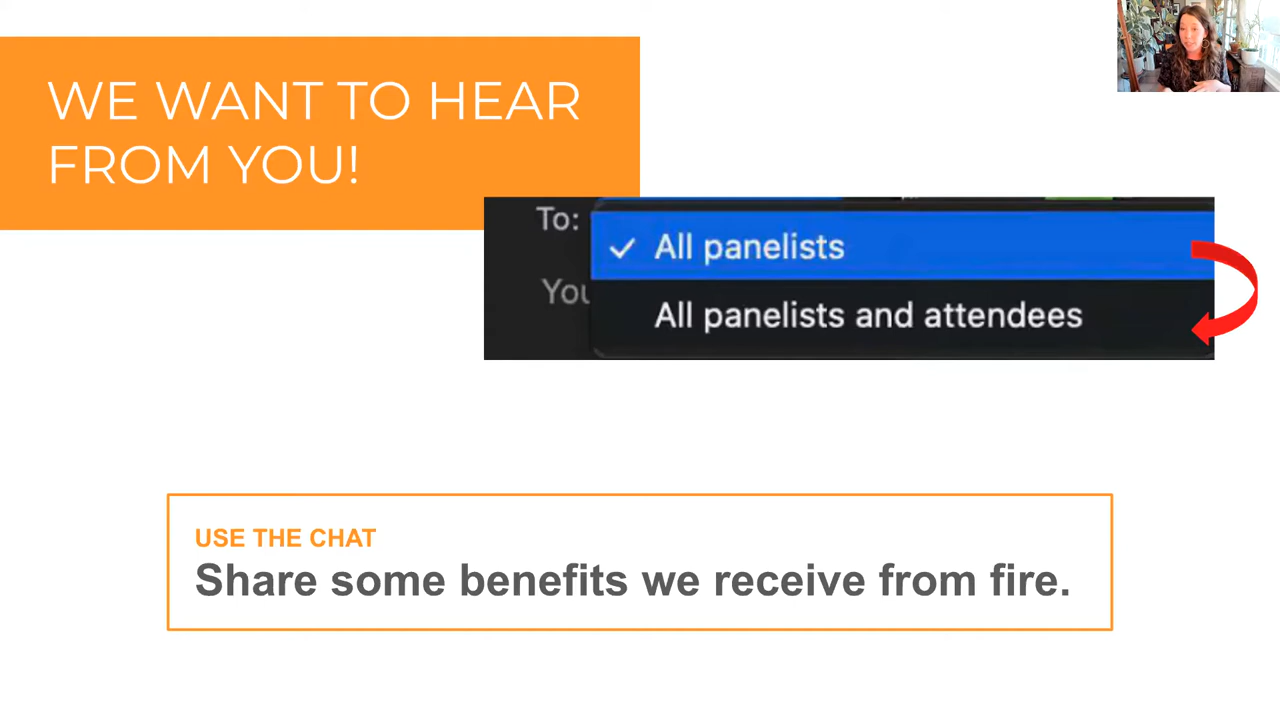 WE WANT TO HEAR
FROM YOU!
To:
All panelists
You
All panelists and attendees
USE THE CHAT
Share some benefits we receive from fire.